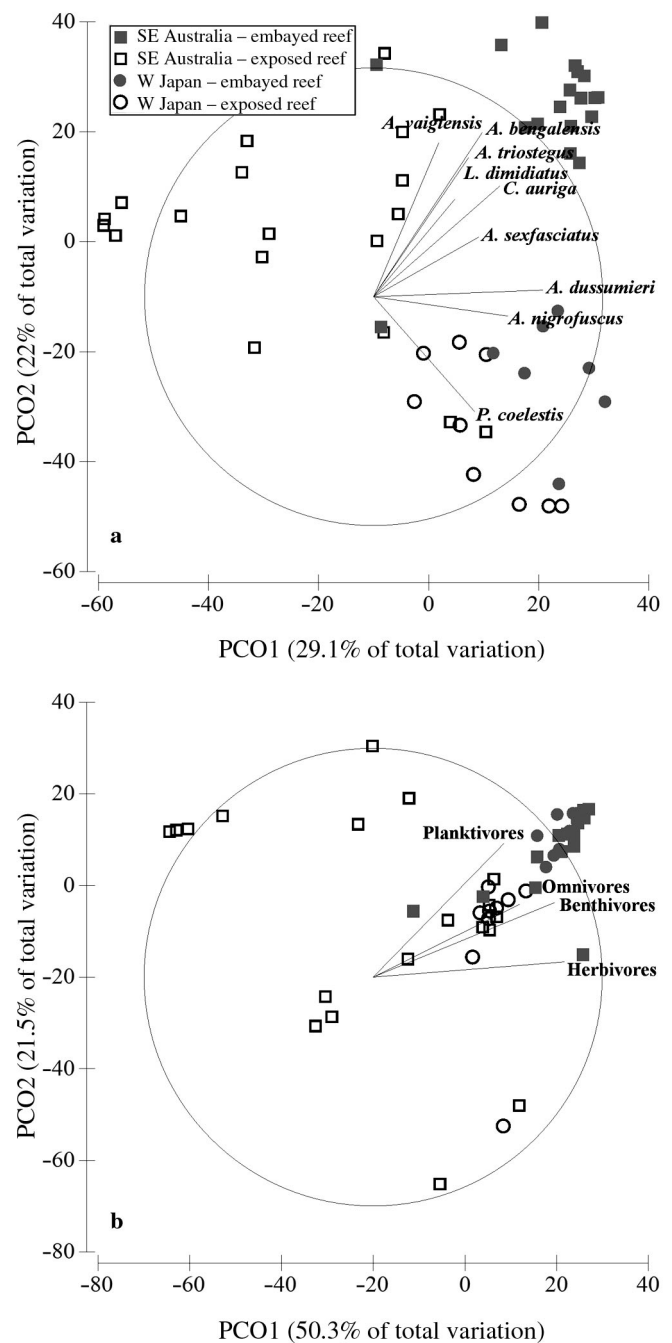 SE Australia – embayed reef
SE Australia – exposed reef
W Japan – embayed reef
W Japan – exposed reef
40
20
0
−20
−40
−60
PCO2 (22% of total variation)
A. vaigiensis
A. bengalensis
A. triostegus
L. dimidiatus
C. auriga
A. sexfasciatus
A. dussumieri
A. nigrofuscus
P. coelestis
a
−60 −40 −20 0 20 40
PCO1 (29.1% of total variation)
40
20
0
−20
−40
−60
−80
PCO2 (21.5% of total variation)
Planktivores
Omnivores
Benthivores
Herbivores
b
−80 −60 −40 −20 0 20 40
PCO1 (50.3% of total variation)